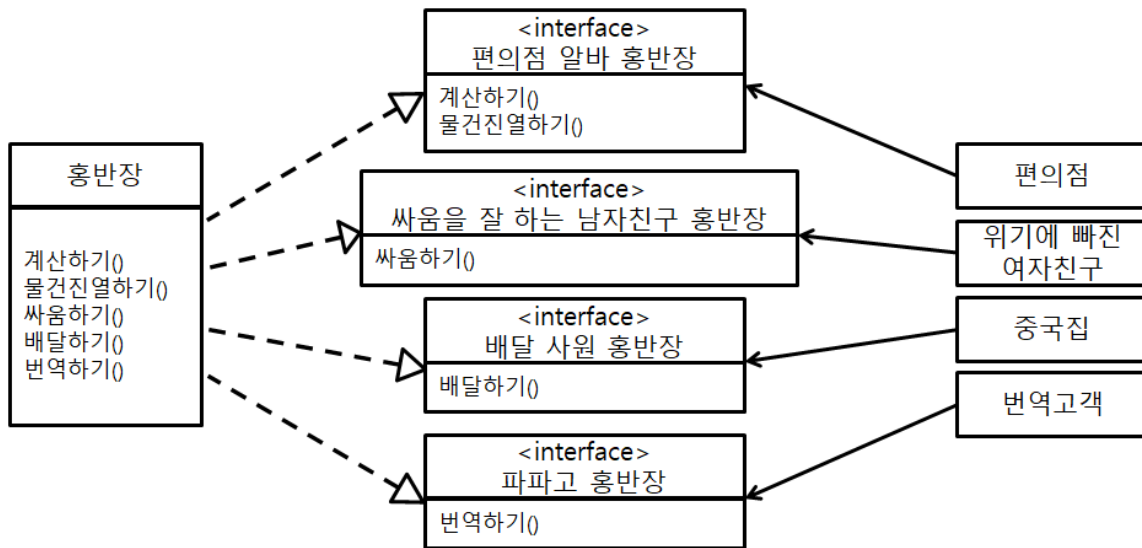 홍반장
계산하기()
물건진열하기()
싸움하기()
배달하기()
번역하기()
<interface>
편의점 알바 홍반장
계산하기()
물건진열하기()
<interface>
싸움을 잘 하는 남자친구 홍반장
싸움하기()
<interface>
배달 사원 홍반장
배달하기()
<interface>
파파고 홍반장
번역하기()
편의점
위기에 빠진
여자친구
중국집
번역고객